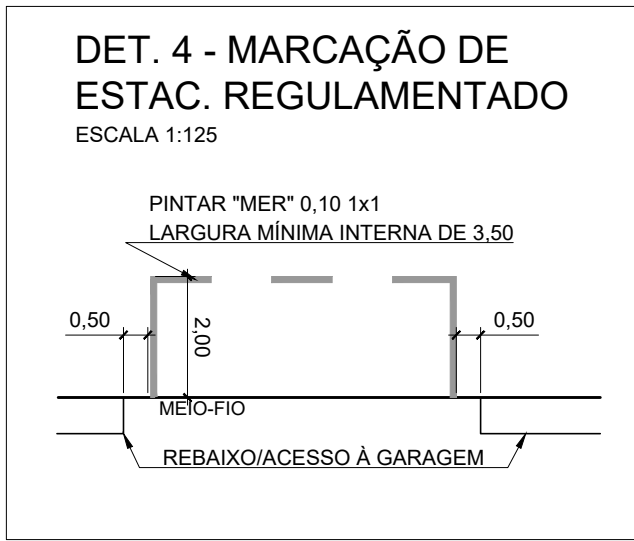 DET. 4 - MARCAÇÃO DE
ESTAC. REGULAMENTADO
ESCALA 1:125
PINTAR "MER" 0,10 1x1
LARGURA MÍNIMA INTERNA DE 3,50
0,50
2,00
0,50
MEIO-FIO
REBAIXO/ACESSO À GARAGEM